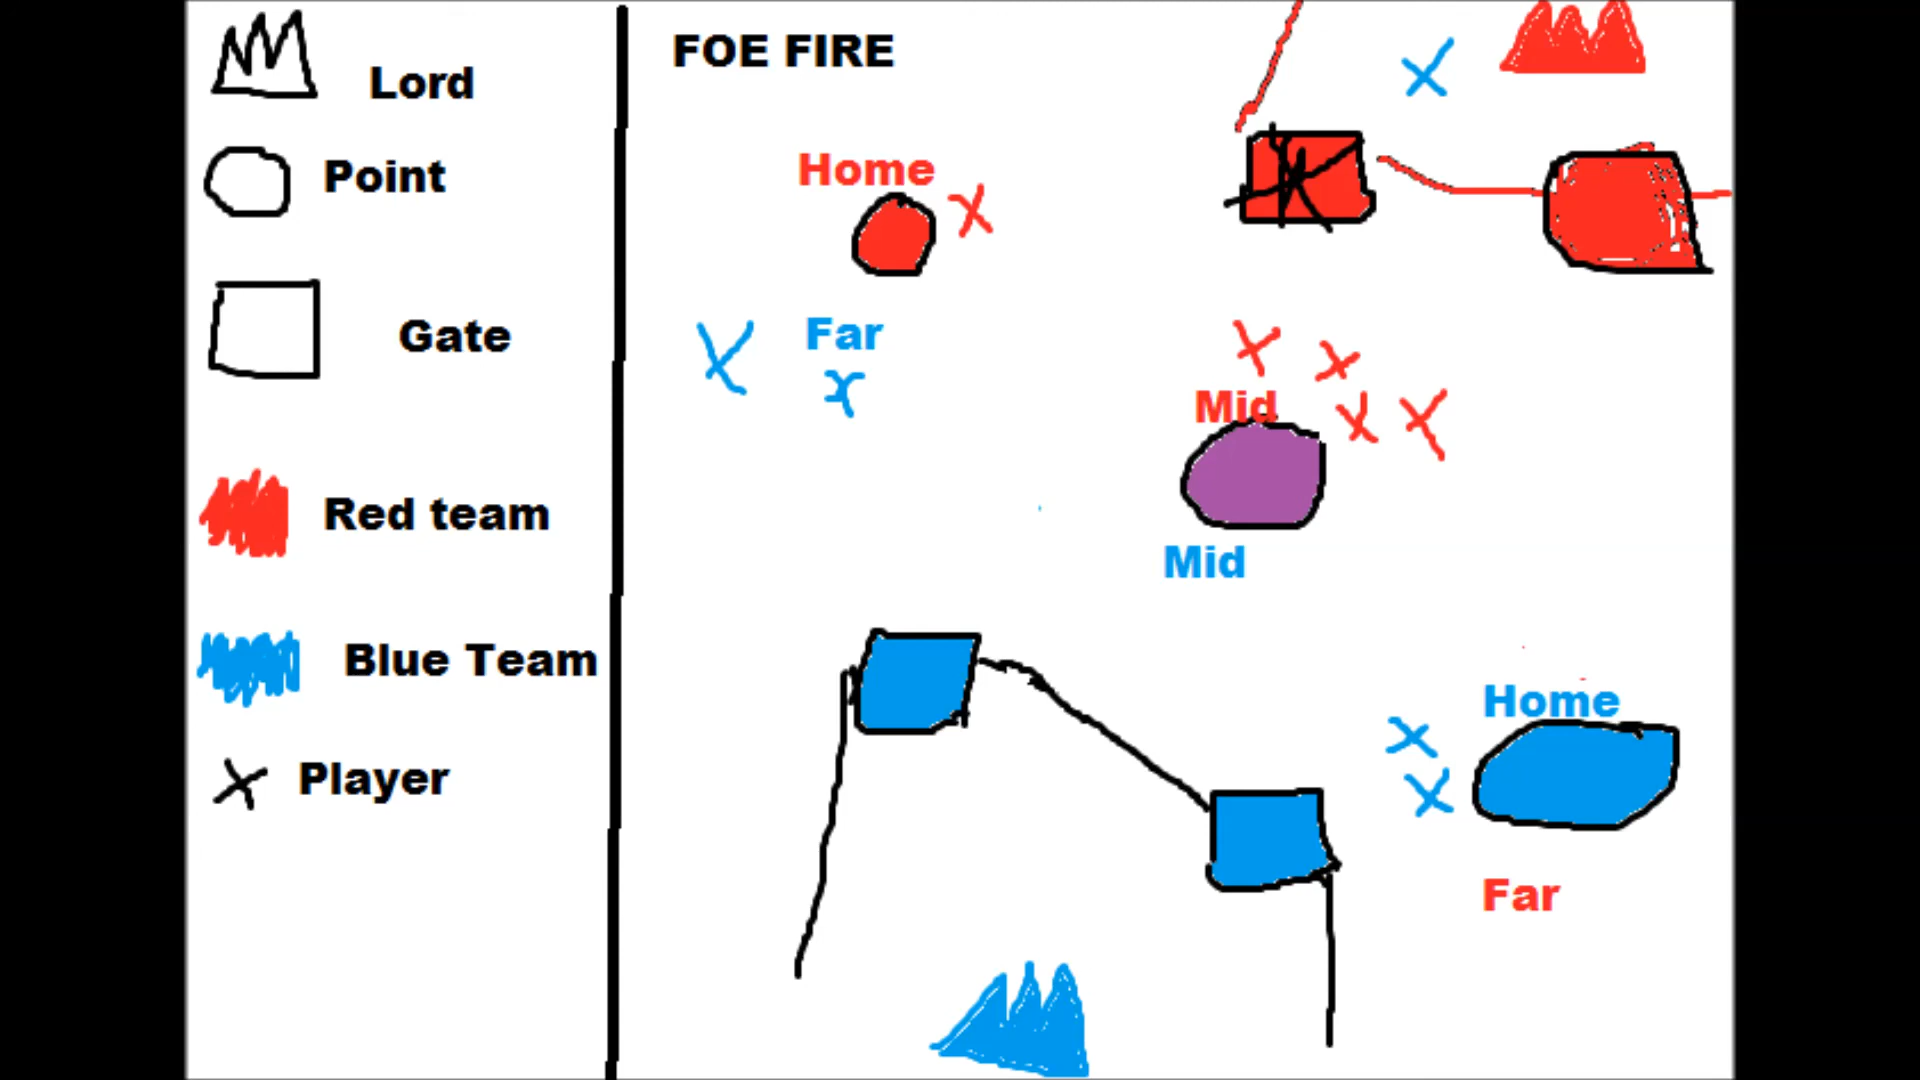 Lord
Point
Gate
Red team
Blue Team
Player
FOE FIRE
Home
Far
Mid
Mid
Home
Far